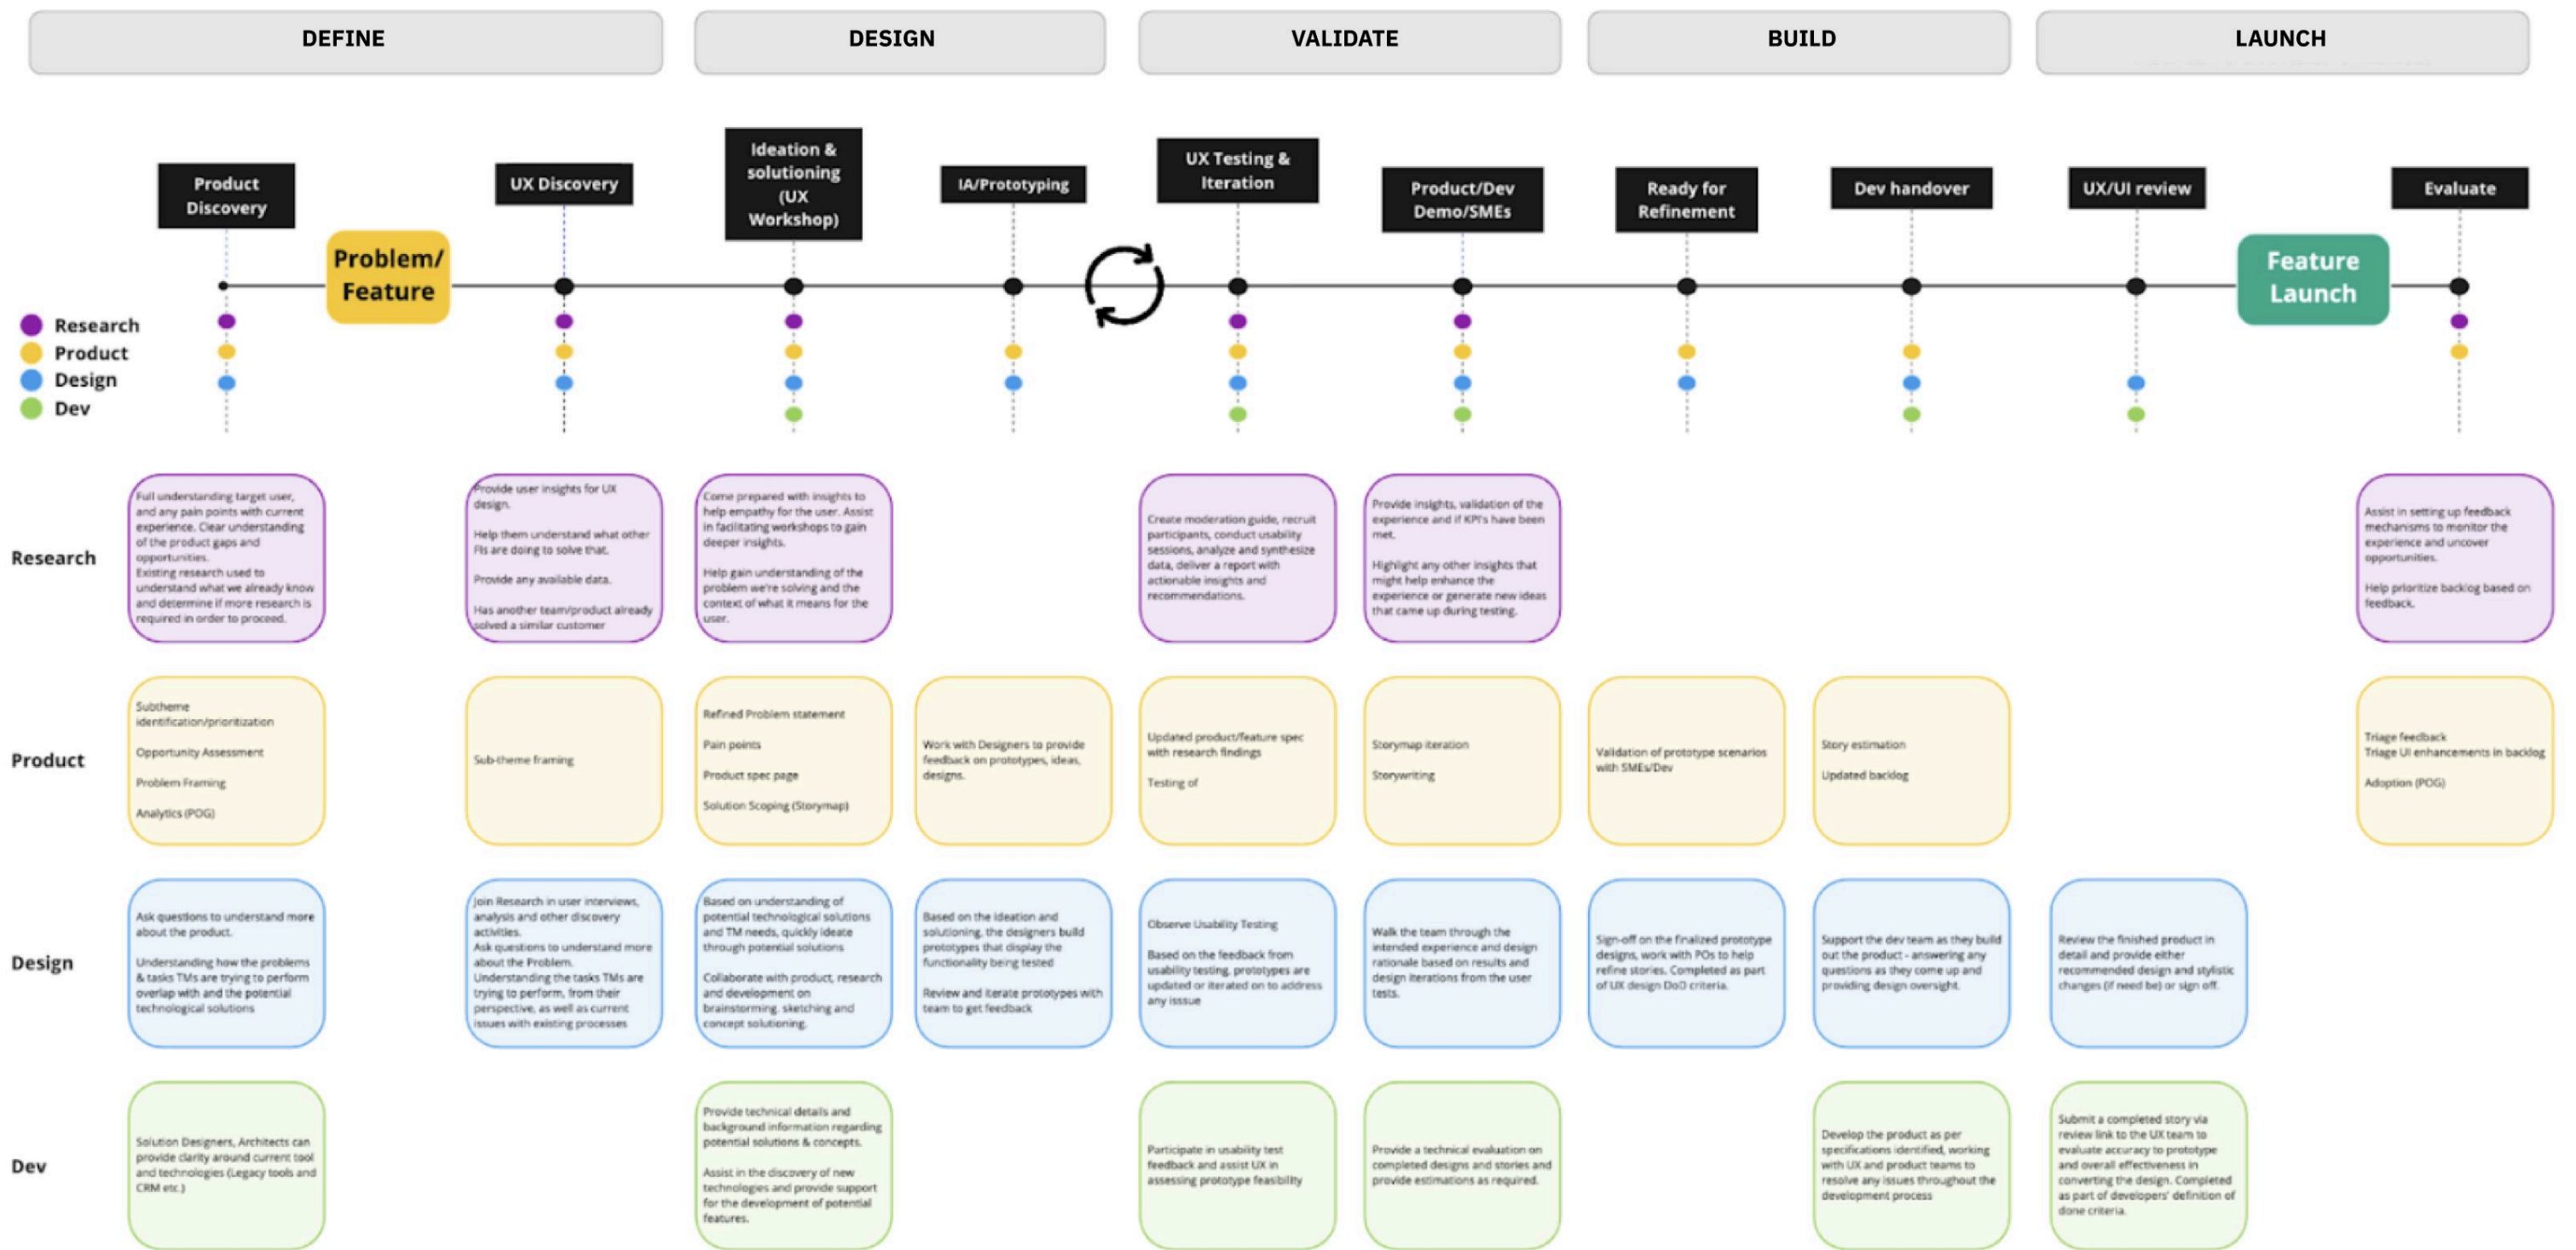 DEFINE
DESIGN
VALIDATE
BUILD
LAUNCH
Product
Discovery
UX Discovery
Ideation &
solutioning
(UX
Workshop)
IA/Prototyping
UX Testing &
Iteration
Product/Dev
Demo/SMEs
Ready for
Refinement
Dev handover
UX/UI review
Evaluate
Problem/
Feature
Feature
Launch
Research
Product
Design
Dev
Research
Full understanding target user,
and any pain points with current
experience. Clear understanding
of the product gaps and
opportunities.
Existing research used to
understand what we already know
and determine if more research is
required in order to proceed.
Provide user insights for UX
design.
Help them understand what other
FIs are doing to solve that.
Provide any available data.
Has another team/product already
solved a similar customer
Come prepared with insights to
help empathy for the user. Assist
in facilitating workshops to gain
deeper insights.
Help gain understanding of the
problem we're solving and the
context of what it means for the
user.
Create moderation guide, recruit
participants, conduct usability
sessions, analyze and synthesize
data, deliver a report with
actionable insights and
recommendations.
Provide insights, validation of the
experience and if KPI's have been
met.
Highlight any other insights that
might help enhance the
experience or generate new ideas
that came up during testing.
Assist in setting up feedback
mechanisms to monitor the
experience and uncover
opportunities.
Help prioritize backlog based on
feedback.
Product
Subtheme
identification/prioritization
Opportunity Assessment
Problem Framing
Analytics (POG)
Sub-theme framing
Refined Problem statement
Pain points
Product spec page
Solution Scoping (Storymap)
Work with Designers to provide
feedback on prototypes, ideas,
designs.
Updated product/feature spec
with research findings
Testing of
Storymap iteration
Storywriting
Validation of prototype scenarios
with SMEs/Dev
Story estimation
Updated backlog
Triage feedback
Triage UI enhancements in backlog
Adoption (POG)
Design
Ask questions to understand more
about the product.
Understanding how the problems
& tasks TMs are trying to perform
overlap with and the potential
technological solutions
Join Research in user interviews,
analysis and other discovery
activities.
Ask questions to understand more
about the Problem.
Understanding the tasks TMs are
trying to perform, from their
perspective, as well as current
issues with existing processes
Based on understanding of
potential technological solutions
and TM needs, quickly ideate
through potential solutions
Collaborate with product, research
and development on
brainstorming, sketching and
concept solutioning.
Based on the ideation and
solutioning, the designers build
prototypes that display the
functionality being tested
Review and iterate prototypes with
team to get feedback
Observe Usability Testing
Based on the feedback from
usability testing, prototypes are
updated or iterated on to address
any isssue
Walk the team through the
intended experience and design
rationale based on results and
design iterations from the user
tests.
Sign-off on the finalized prototype
designs, work with POs to help
refine stories. Completed as part
of UX design DoD criteria.
Support the dev team as they build
out the product - answering any
questions as they come up and
providing design oversight.
Review the finished product in
detail and provide either
recommended design and stylistic
changes (if need be) or sign off.
Dev
Solution Designers, Architects can
provide clarity around current tool
and technologies (Legacy tools and
CRM etc.)
Provide technical details and
background information regarding
potential solutions & concepts.
Assist in the discovery of new
technologies and provide support
for the development of potential
features.
Participate in usability test
feedback and assist UX in
assessing prototype feasibility
Provide a technical evaluation on
completed designs and stories and
provide estimations as required.
Develop the product as per
specifications identified, working
with UX and product teams to
resolve any issues throughout the
development process
Submit a completed story via
review link to the UX team to
evaluate accuracy to prototype
and overall effectiveness in
converting the design. Completed
as part of developers' definition of
done criteria.